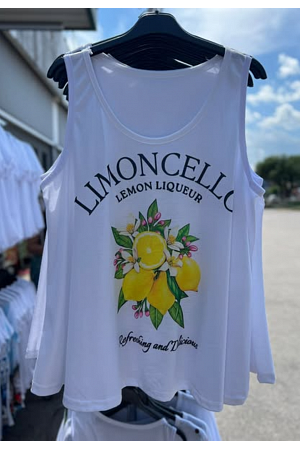 LIMONCELLO
LEMON LIQUEUR
Refreshing and Delicious